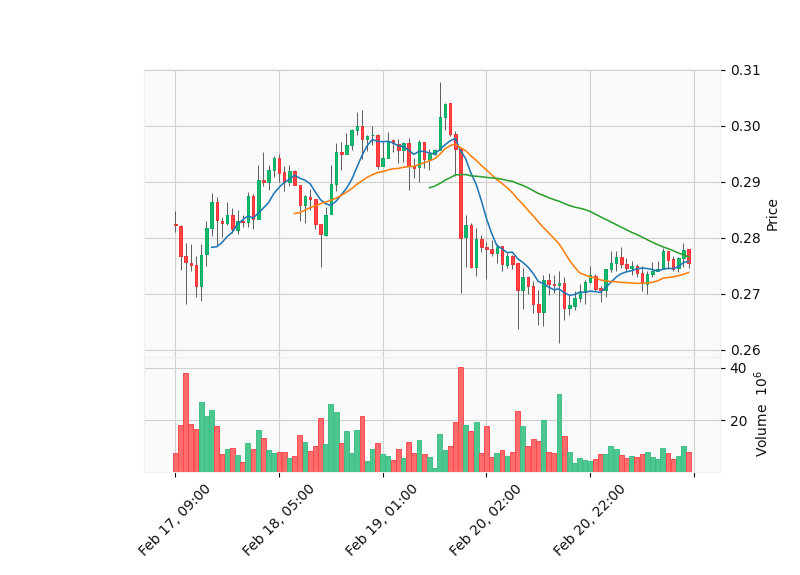 0.31
0.30
0.29
0.28
0.27
0.26
Price
40
20
Volume 10^6
Feb 17, 09:00
Feb 18, 05:00
Feb 19, 01:00
Feb 20, 02:00
Feb 20, 22:00